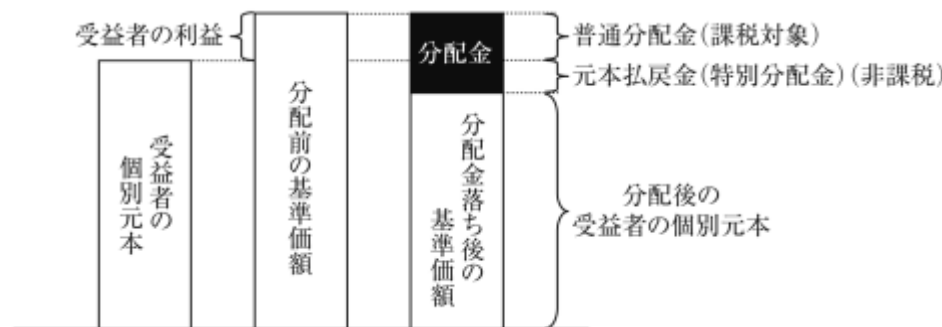 受益者の利益
受益者の
個別元本
分配前の基準価額
分配金
分配金落ち後の
基準価額
普通分配金(課税対象)
元本払戻金(特別分配金)(非課税)
分配後の
受益者の個別元本